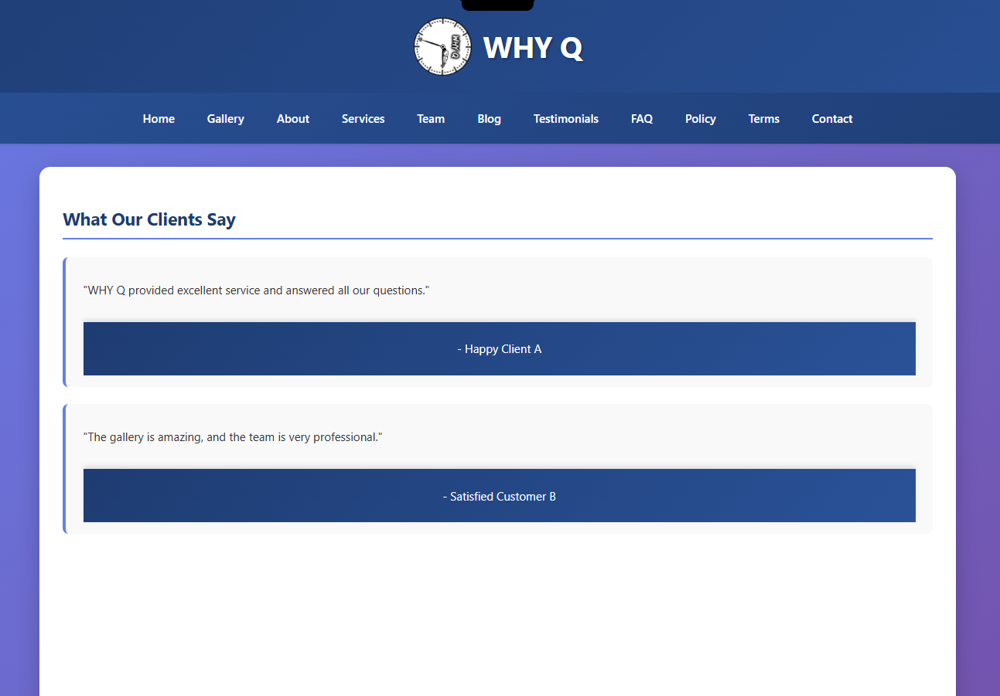 WHY Q
WHY Q
Home Gallery About Services Team Blog Testimonials FAQ Policy Terms Contact
What Our Clients Say
"WHY Q provided excellent service and answered all our questions."
- Happy Client A
"The gallery is amazing, and the team is very professional."
- Satisfied Customer B